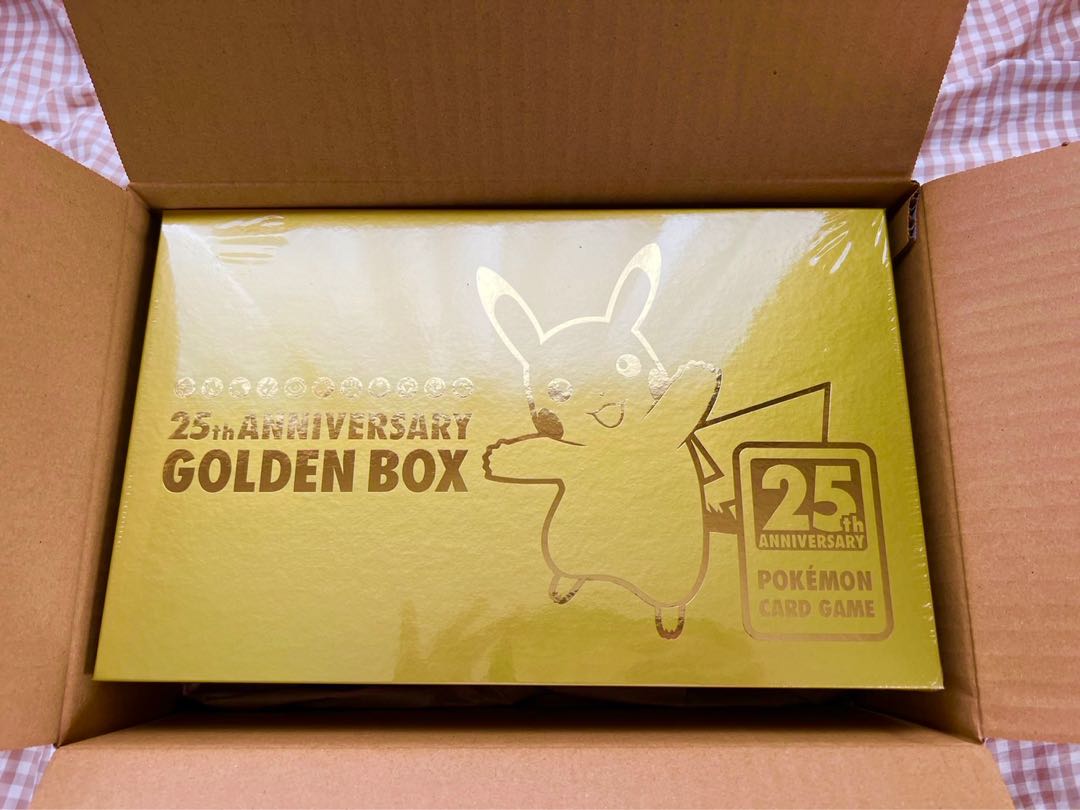 25th ANNIVERSARY
GOLDEN BOX
25th
ANNIVERSARY
POKÉMON
CARD GAME